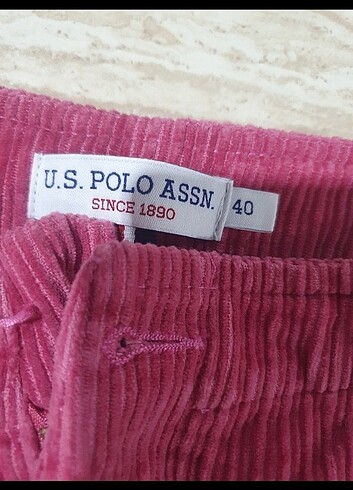 U.S. POLO ASSN.
SINCE 1890
40